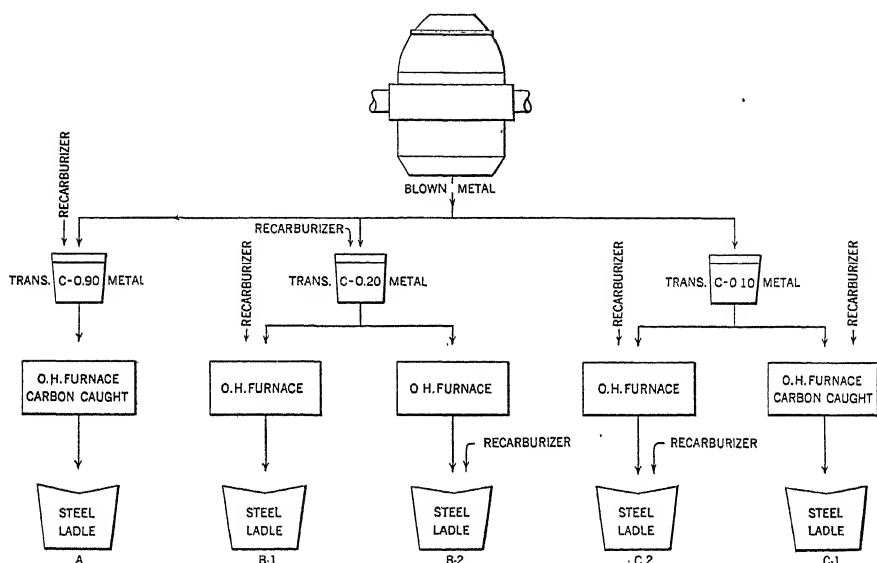 BLOWN METAL
RECARBURIZER
RECARBURIZER
TRANS. C-0.90 METAL
TRANS. C-0.20 METAL
TRANS. C-0 10 METAL
RECARBURIZER
RECARBURIZER
RECARBURIZER
O.H. FURNACE
CARBON CAUGHT
O.H. FURNACE
O H. FURNACE
O.H. FURNACE
O.H. FURNACE
CARBON CAUGHT
RECARBURIZER
RECARBURIZER
STEEL
LADLE
STEEL
LADLE
STEEL
LADLE
STEEL
LADLE
STEEL
LADLE
A
B-1
B-2
C.2
C-1